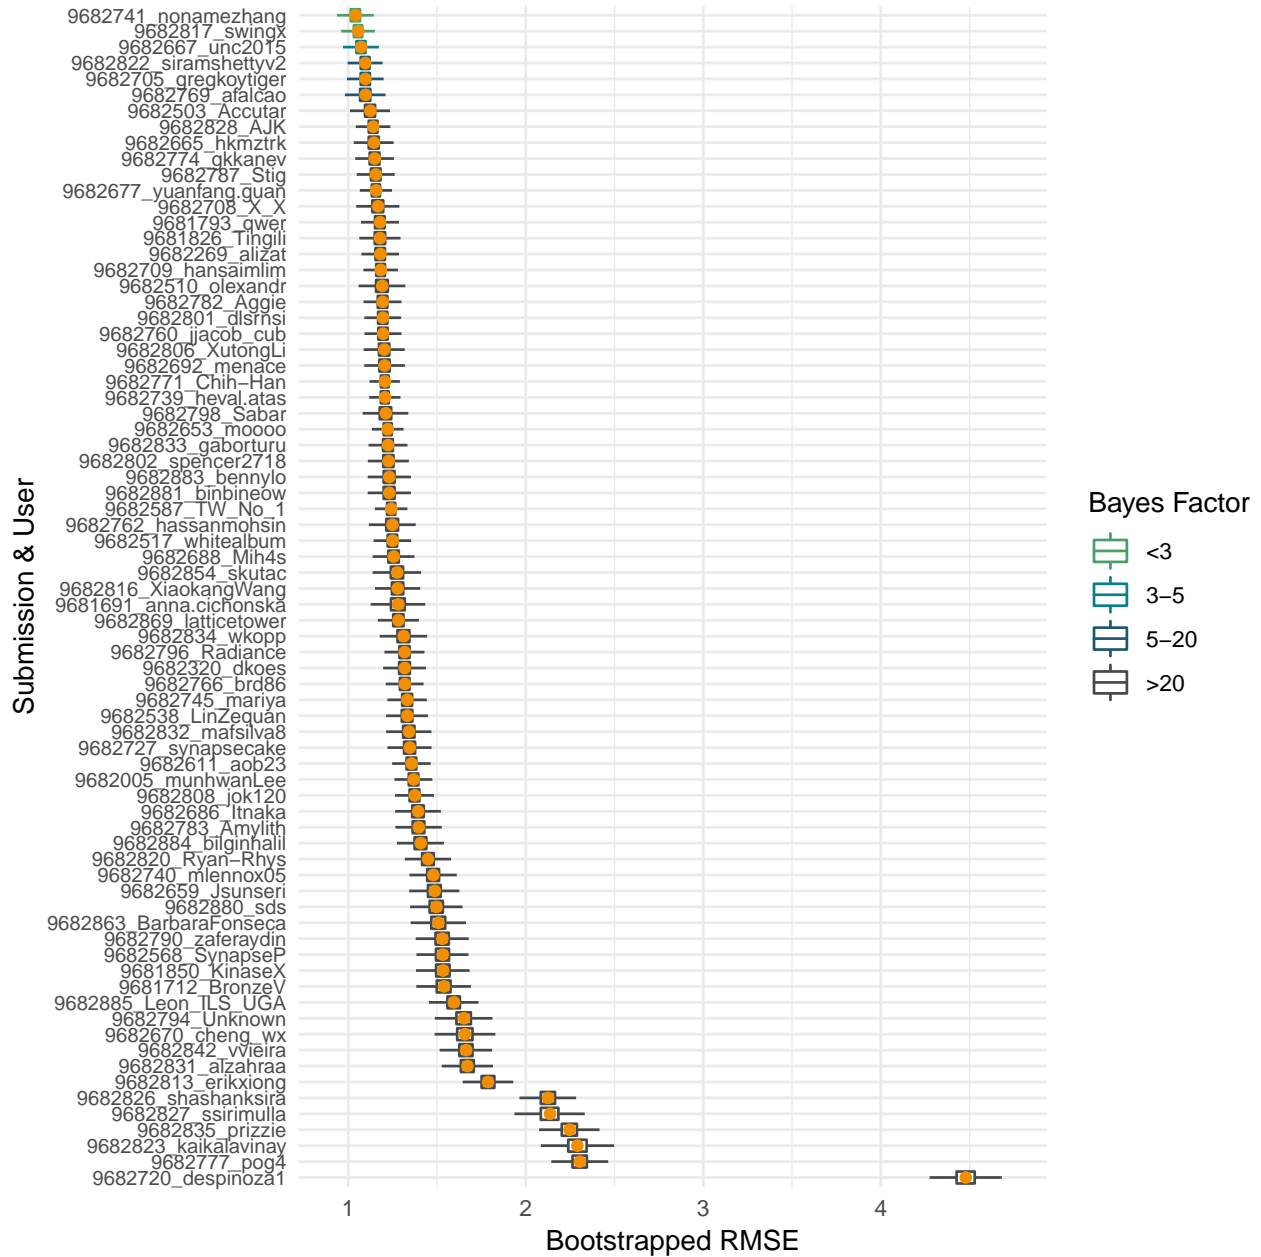 9682741_nonamezhang
9682817_swingx
9682667_unc2015
9682822_siramshettyv2
9682705_gregkoytiger
9682769_afalcao
9682503_Accutar
9682828_AJK
9682665_hkmztrk
9682774_gkkanev
9682787_Stig
9682677_yuanfang.guan
9682708_X_X
9681793_qwer
9681826_Tingili
9682269_alizat
9682709_hansaimlim
9682510_olexandr
9682782_Aggie
9682801_dlsrnsi
9682760_jjacob_cub
9682806_XutongLi
9682692_menace
9682771_Chih−Han
9682739_heval.atas
9682798_Sabar
9682653_moooo
9682833_gaborturu
9682802_spencer2718
9682883_bennylo
9682881_binbineow
9682587_TW_No_1
9682762_hassanmohsin
9682517_whitealbum
9682688_Mih4s
9682854_skutac
9682816_XiaokangWang
9681691_anna.cichonska
9682869_latticetower
9682834_wkopp
9682796_Radiance
9682320_dkoes
9682766_brd86
9682745_mariya
9682538_LinZequan
9682832_mafsilva8
9682727_synapsecake
9682611_aob23
9682005_munhwanLee
9682808_jok120
9682686_Itnaka
9682783_Amylith
9682884_bilginhalil
9682820_Ryan−Rhys
9682740_mlennox05
9682659_Jsunseri
9682880_sds
9682863_BarbaraFonseca
9682790_zaferaydin
9682568_SynapseP
9681850_KinaseX
9681712_BronzeV
9682885_Leon_ILS_UGA
9682794_Unknown
9682670_cheng_wx
9682842_vvieira
9682831_alzahraa
9682813_erikxiong
9682826_shashanksira
9682827_ssirimulla
9682835_prizzie
9682823_kaikalavinay
9682777_pog4
9682720_despinoza1
Submission & User
1 2 3 4
Bootstrapped RMSE
Bayes Factor
<3
3−5
5−20
>20